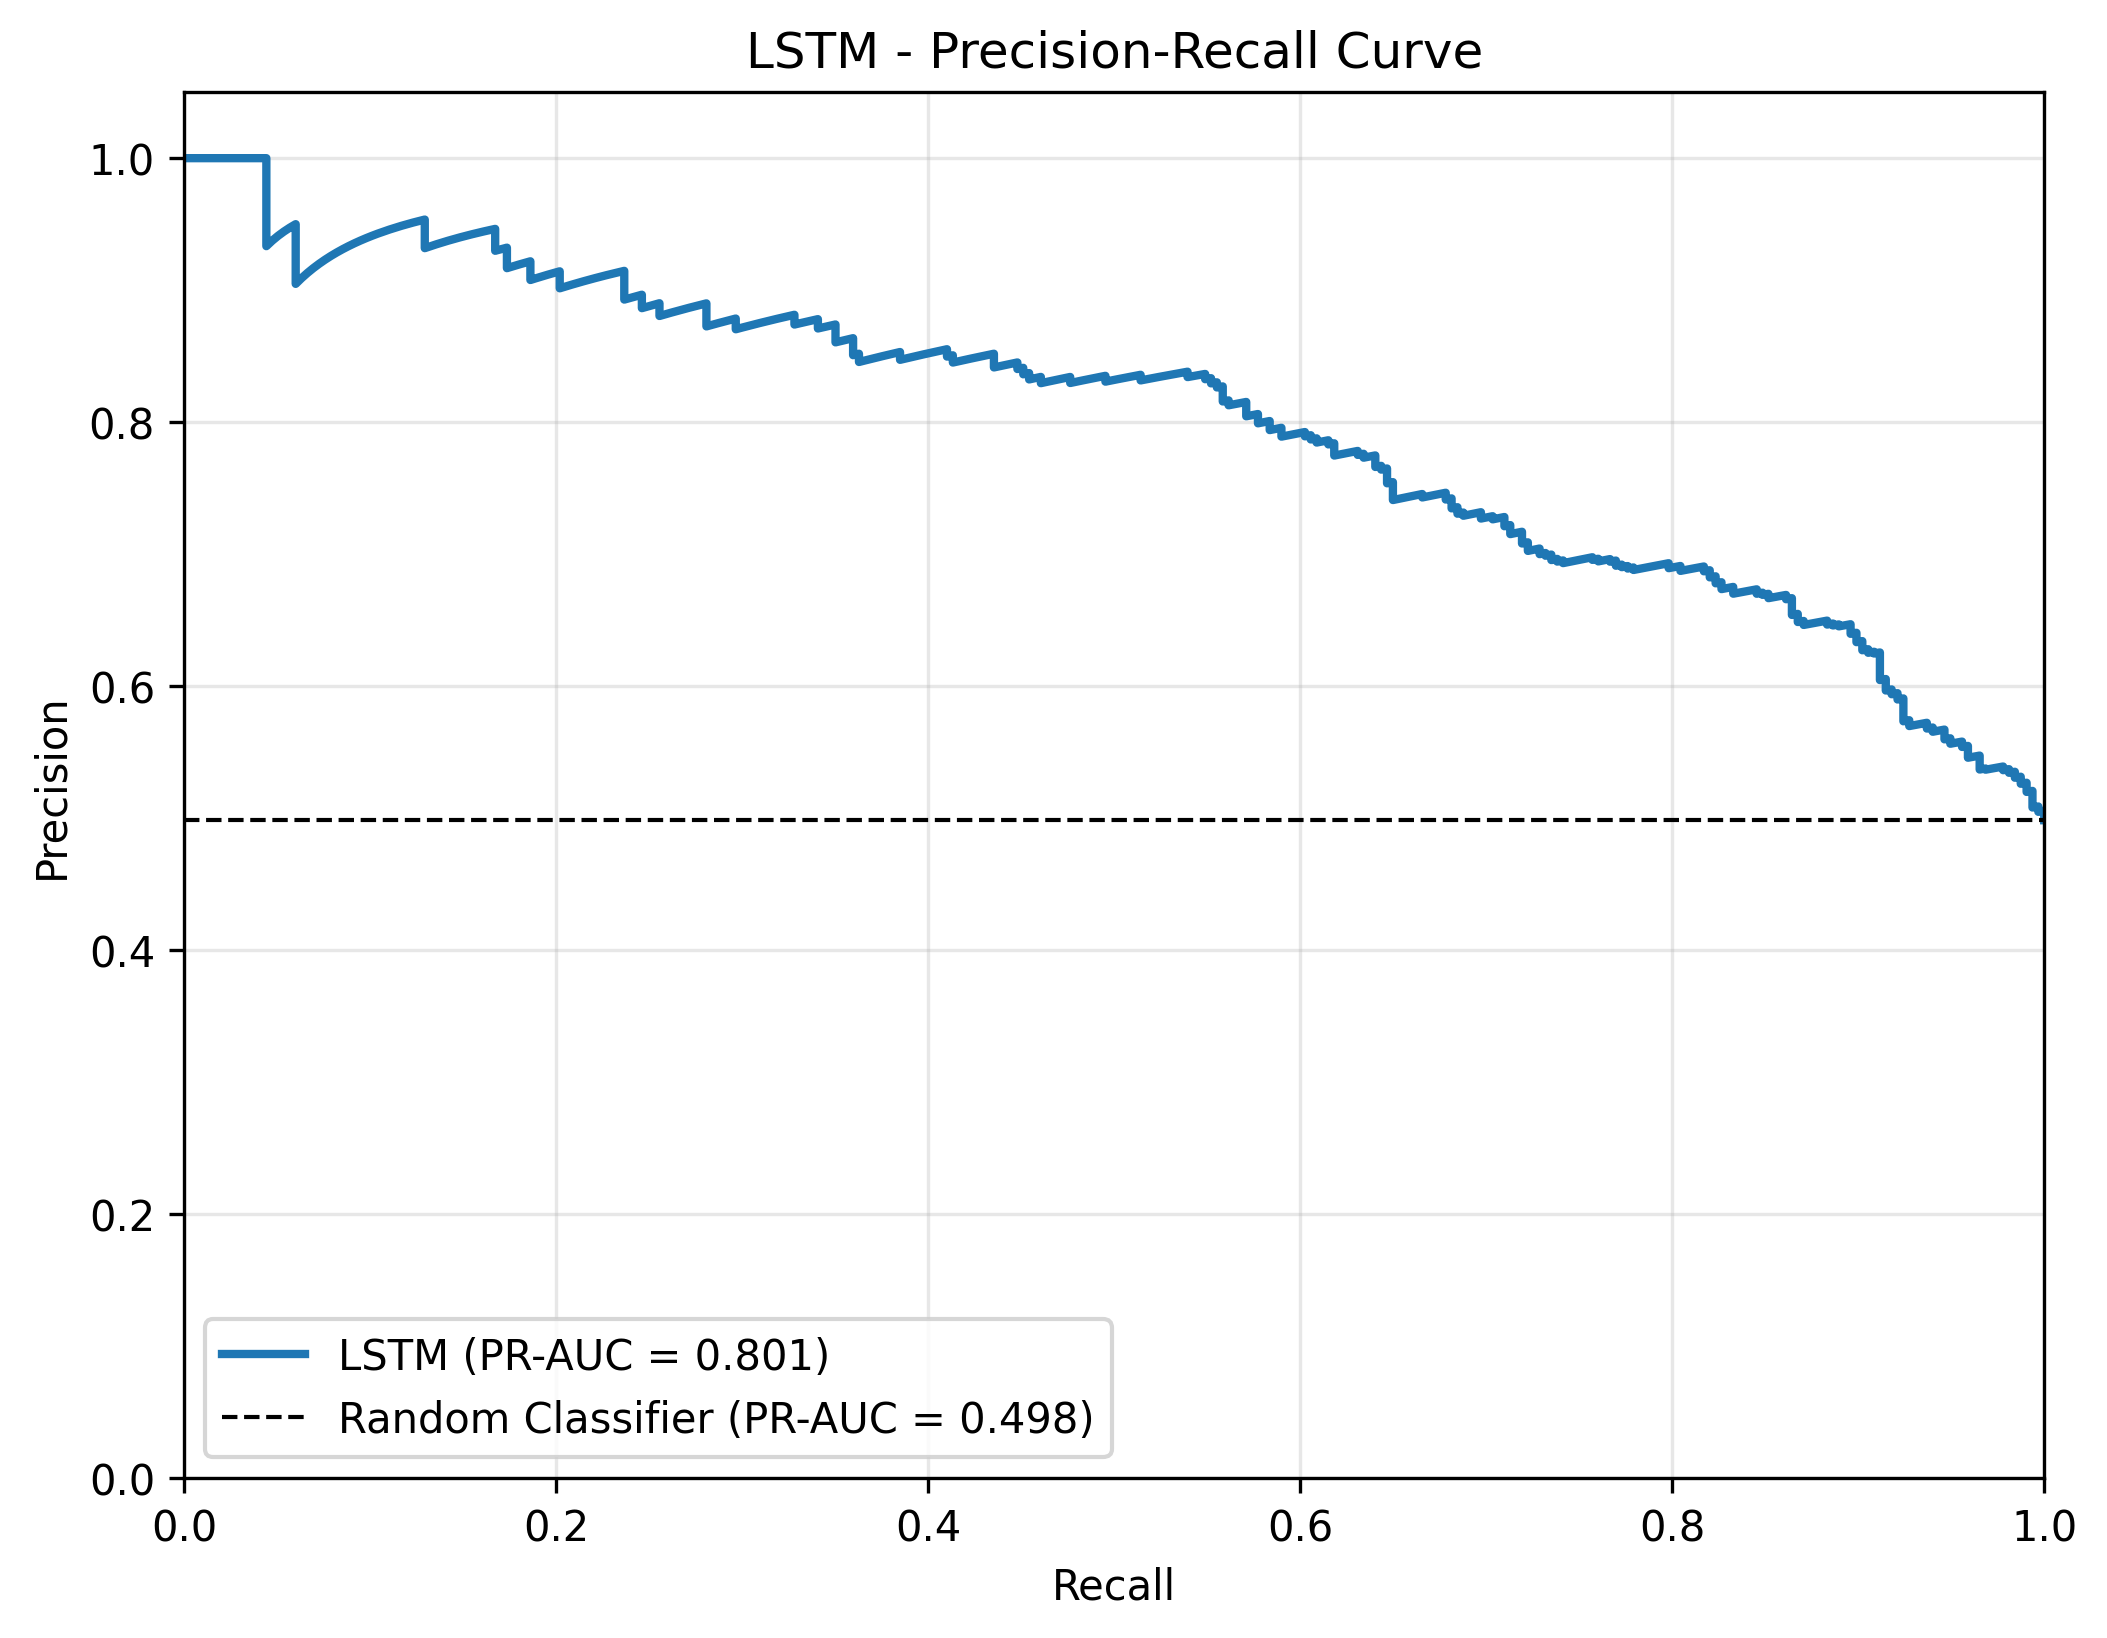 LSTM - Precision-Recall Curve
1.0
0.8
0.6
0.4
0.2
0.0
Precision
LSTM (PR-AUC = 0.801)
Random Classifier (PR-AUC = 0.498)
0.0 0.2 0.4 0.6 0.8 1.0
Recall